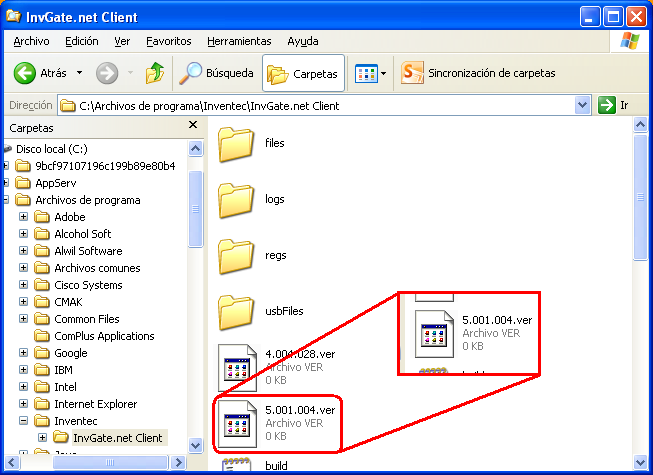 InvGate.net Client
Archivo Edición Ver Favoritos Herramientas Ayuda
Atrás Búsqueda Carpetas Sincronización de carpetas
Dirección C:\Archivos de programa\Inventec\InvGate.net Client Ir
Carpetas
Disco local (C:)
9bcf97107196c199b89e80b4
AppServ
Archivos de programa
Adobe
Alcohol Soft
Alwil Software
Archivos comunes
Cisco Systems
CMAK
Common Files
ComPlus Applications
Google
IBM
Intel
Internet Explorer
Inventec
InvGate.net Client
Java
files
logs
regs
usbFiles
4.004.028.ver
Archivo VER
0 KB
5.001.004.ver
Archivo VER
0 KB
build
5.001.004.ver
Archivo VER
0 KB